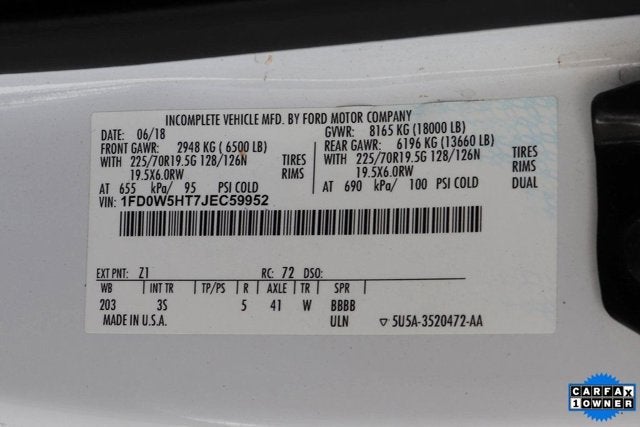 INCOMPLETE VEHICLE MFD. BY FORD MOTOR COMPANY
DATE: 06/18 GVWR: 8165 KG (18000 LB)
FRONT GAWR: 2948 KG ( 6500 LB) REAR GAWR: 6196 KG (13660 LB)
WITH 225/70R19.5G 128/126N TIRES WITH 225/70R19.5G 128/126N TIRES
19.5X6.0RW RIMS 19.5X6.0RW RIMS
AT 655 kPa/ 95 PSI COLD AT 690 kPa/ 100 PSI COLD DUAL
VIN: 1FD0W5HT7JEC59952
EXT PNT: Z1 RC: 72 DSO:
WB INT TR TP/PS R AXLE TR SPR
203 3S 5 41 W BBBB
MADE IN U.S.A. ULN ▽ 5U5A-3520472-AA
CARFAX
1 OWNER